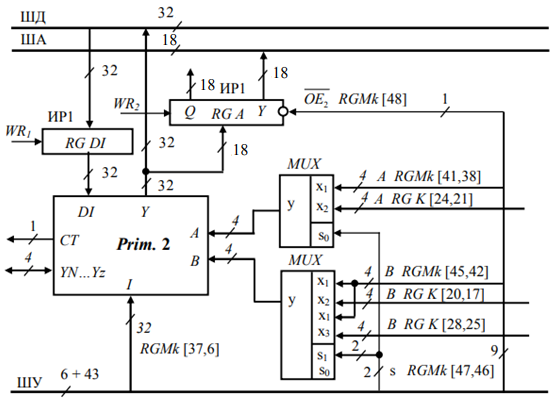 ШД 32
ША 18
32 18 ИР1 18
WR2 Q RG A Y OE2 RGMk [48] 1
ИР1
WR1 RG DI 32 18
32 32 MUX
x1 4 A RGMk [41,38]
DI Y y x2 4 A RG K [24,21]
1 CT Prim. 2 A 4 s0
4 YN...Yz B 4 MUX
I x1 4 B RGMk [45,42]
y x2 4 B RG K [20,17]
x1
32 x3 4 B RG K [28,25]
RGMk [37,6] s1 2 9
ШУ 6 + 43 s0 2 s RGMk [47,46]